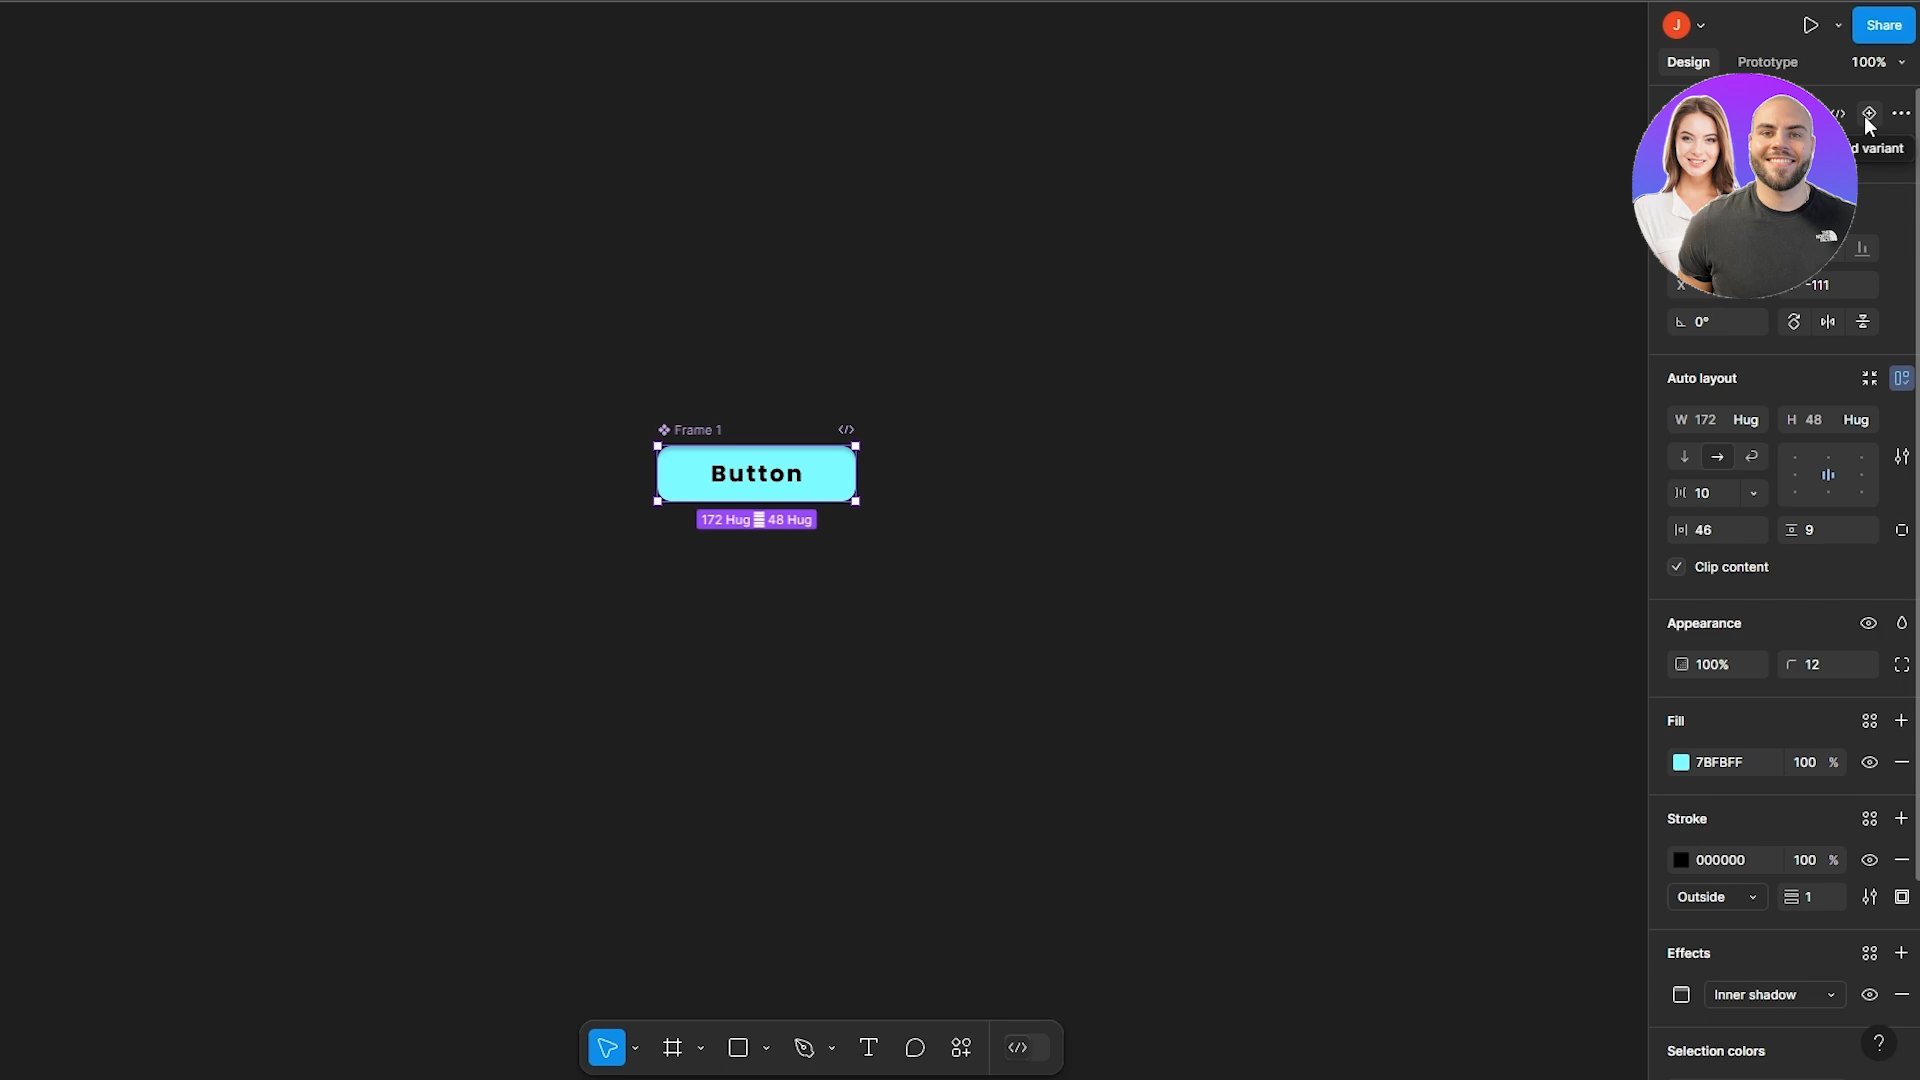 J
Share
Design Prototype 100%
d variant
X -111
0°
Auto layout
W 172 Hug H 48 Hug
10
46 9
Clip content
Appearance
100% 12
Fill
7BFBFF 100 %
Stroke
000000 100 %
Outside 1
Effects
Inner shadow
Selection colors
?
Frame 1 </>
Button
172 Hug 48 Hug
T </>